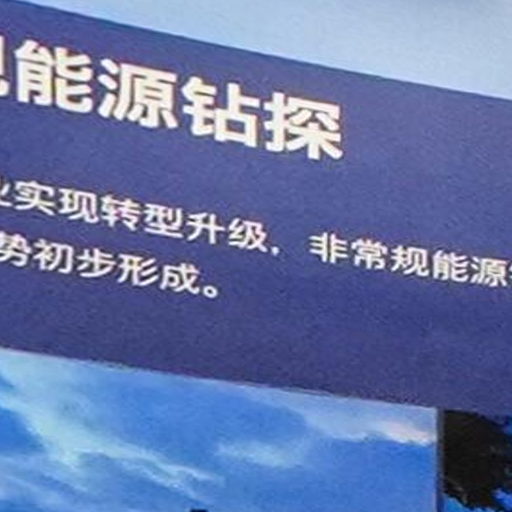 能源钻探
业实现转型升级，非常规能源
势初步形成。